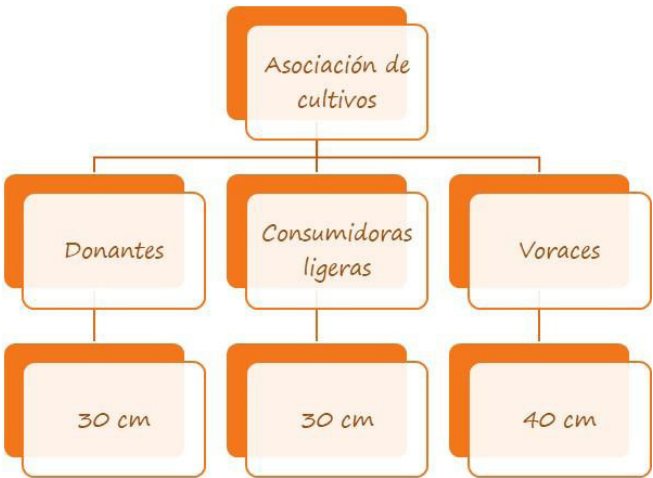 Asociación de
cultivos
Donantes
Consumidoras
ligeras
Voraces
30 cm
30 cm
40 cm